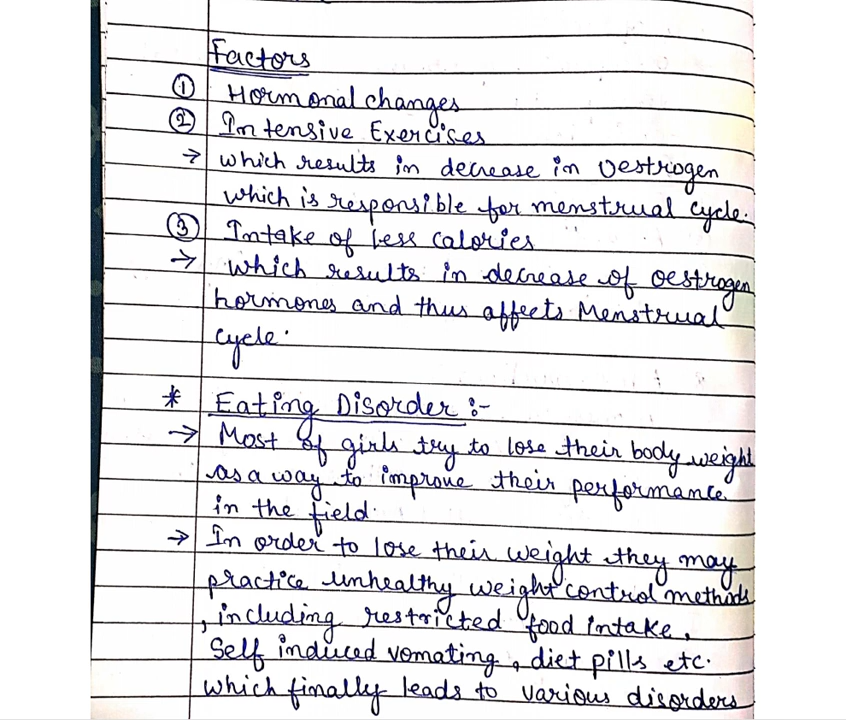 Factors
① Hormonal changes
② Intensive Exercises
→ which results in decrease in Oestrogen
which is responsible for menstrual cycle.
③ Intake of less calories
→ which results in decrease of oestrogen
hormones and thus affects Menstrual
cycle.
* Eating Disorder :-
→ Most of girls try to lose their body weight
as a way to improve their performance
in the field.
→ In order to lose their weight they may
practice unhealthy weight control methods
, including restricted food intake,
Self induced vomating, diet pills etc.
which finally leads to various disorders